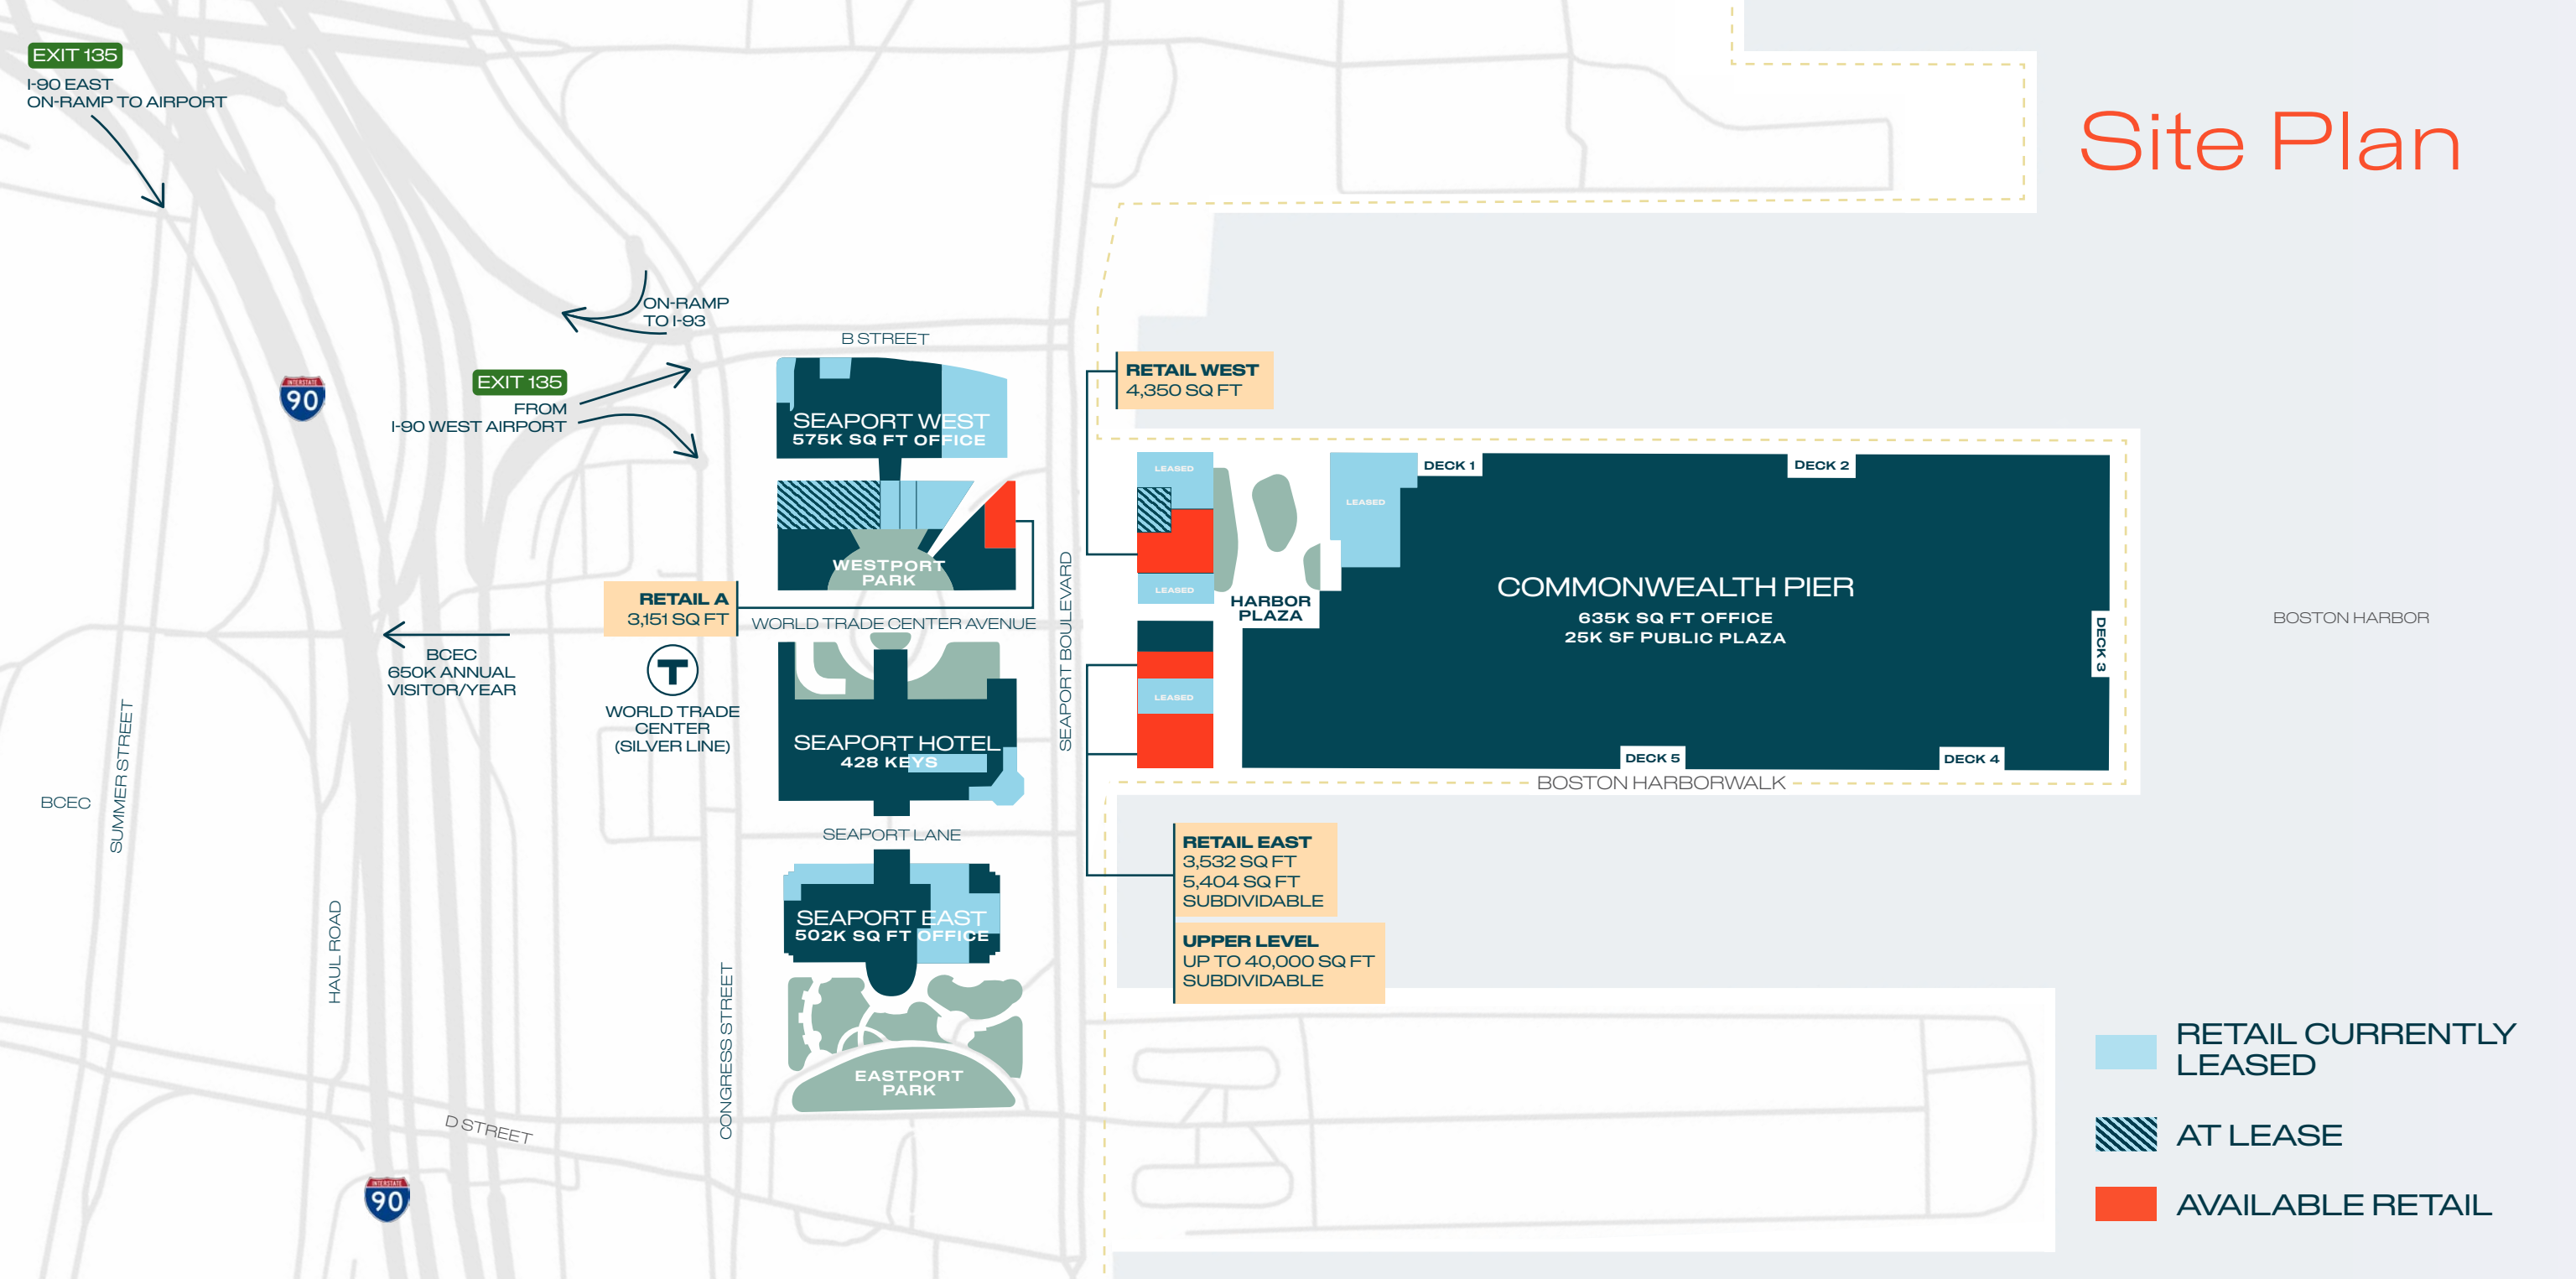 Site Plan
EXIT 135
I-90 EAST
ON-RAMP TO AIRPORT
ON-RAMP
TO I-93
B STREET
INTERSTATE
90
EXIT 135
FROM
I-90 WEST AIRPORT
SEAPORT WEST
575K SQ FT OFFICE
WESTPORT
PARK
RETAIL A
3,151 SQ FT
WORLD TRADE CENTER AVENUE
BCEC
650K ANNUAL
VISITOR/YEAR
T
WORLD TRADE
CENTER
(SILVER LINE)
SEAPORT HOTEL
428 KEYS
SEAPORT LANE
SEAPORT EAST
502K SQ FT OFFICE
EASTPORT
PARK
BCEC
SUMMER STREET
HAUL ROAD
CONGRESS STREET
D STREET
INTERSTATE
90
SEAPORT BOULEVARD
RETAIL WEST
4,350 SQ FT
LEASED
LEASED
LEASED
LEASED
HARBOR
PLAZA
DECK 1
DECK 2
DECK 3
DECK 4
DECK 5
COMMONWEALTH PIER
635K SQ FT OFFICE
25K SF PUBLIC PLAZA
BOSTON HARBORWALK
BOSTON HARBOR
RETAIL EAST
3,532 SQ FT
5,404 SQ FT
SUBDIVIDABLE
UPPER LEVEL
UP TO 40,000 SQ FT
SUBDIVIDABLE
RETAIL CURRENTLY
LEASED
AT LEASE
AVAILABLE RETAIL